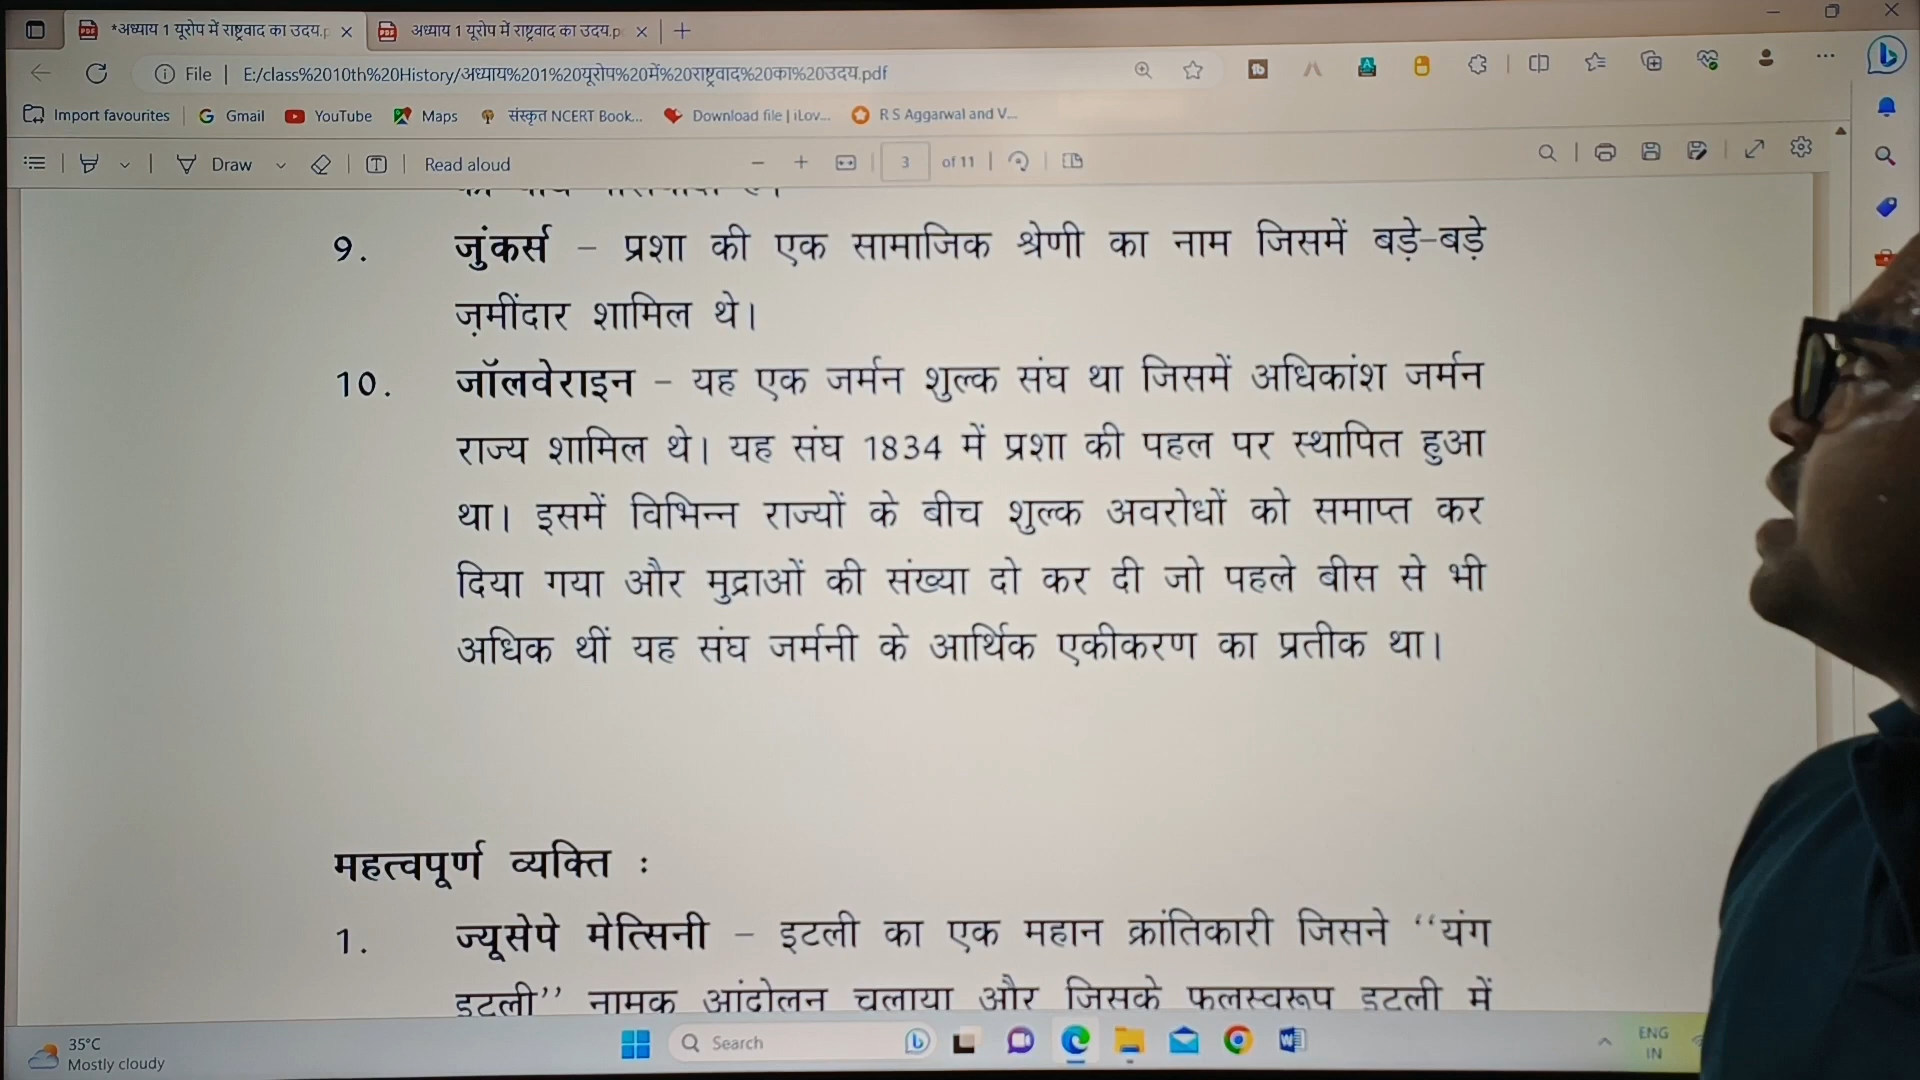 *अध्याय 1 यूरोप में राष्ट्रवाद का उदय.p
अध्याय 1 यूरोप में राष्ट्रवाद का उदय.p
File | E:/class%2010th%20History/अध्याय%201%20यूरोप%20में%20राष्ट्रवाद%20का%20उदय.pdf
Import favourites Gmail YouTube Maps संस्कृत NCERT Book... Download file | iLov... R S Aggarwal and V...
Draw Read aloud 3 of 11
9. जुंकर्स – प्रशा की एक सामाजिक श्रेणी का नाम जिसमें बड़े-बड़े
ज़मींदार शामिल थे।
10. जॉलवेराइन – यह एक जर्मन शुल्क संघ था जिसमें अधिकांश जर्मन
राज्य शामिल थे। यह संघ 1834 में प्रशा की पहल पर स्थापित हुआ
था। इसमें विभिन्न राज्यों के बीच शुल्क अवरोधों को समाप्त कर
दिया गया और मुद्राओं की संख्या दो कर दी जो पहले बीस से भी
अधिक थीं यह संघ जर्मनी के आर्थिक एकीकरण का प्रतीक था।
महत्वपूर्ण व्यक्ति :
1. ज्यूसेपे मेत्सिनी – इटली का एक महान क्रांतिकारी जिसने ‘‘यंग
इटली’’ नामक आंदोलन चलाया और जिसके फलस्वरूप इटली में
35°C
Mostly cloudy
Search
ENG
IN